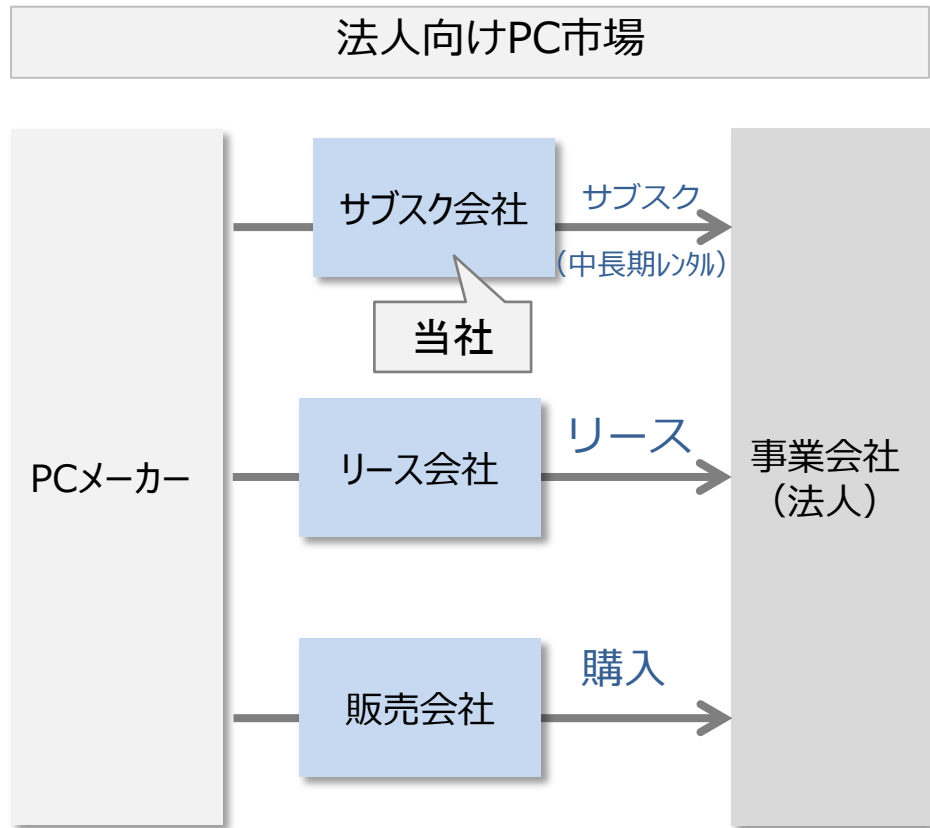 法人向けPC市場
PCメーカー
サブスク会社
サブスク
（中長期ﾚﾝﾀﾙ）
当社
リース会社
リース
販売会社
購入
事業会社
（法人）